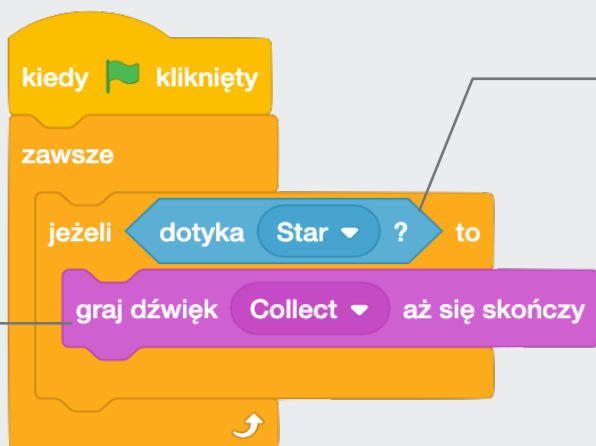 kiedy kliknięty
zawsze
jeżeli dotyka Star ? to
graj dźwięk Collect aż się skończy